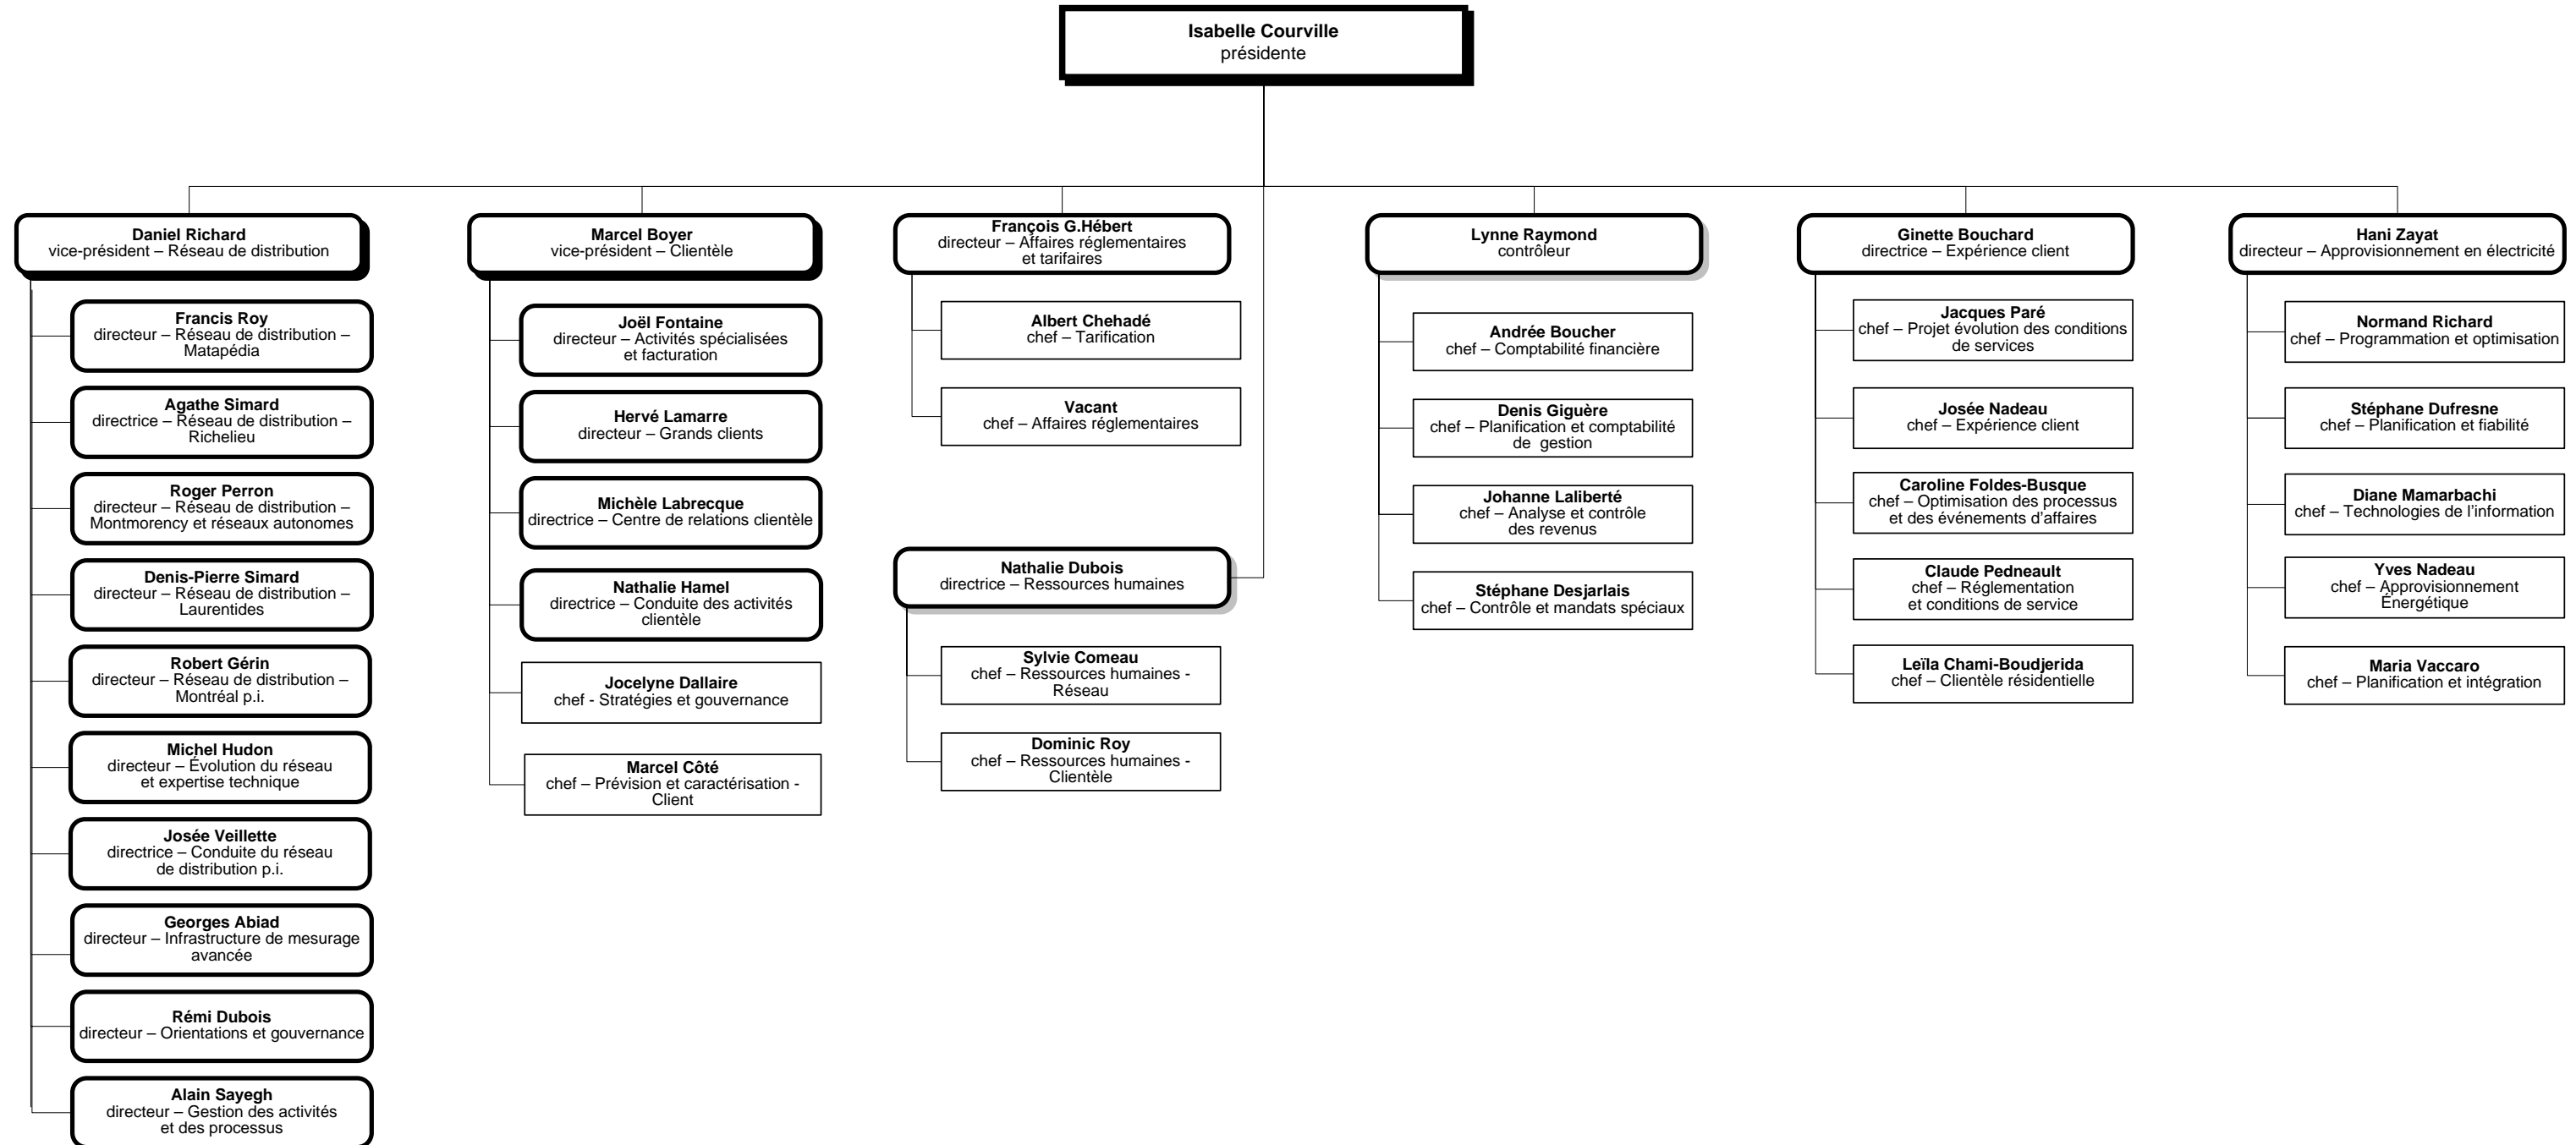 Isabelle Courville
présidente
Daniel Richard
vice-président – Réseau de distribution
Francis Roy
directeur – Réseau de distribution –
Matapédia
Agathe Simard
directrice – Réseau de distribution –
Richelieu
Roger Perron
directeur – Réseau de distribution –
Montmorency et réseaux autonomes
Denis-Pierre Simard
directeur – Réseau de distribution –
Laurentides
Robert Gérin
directeur – Réseau de distribution –
Montréal p.i.
Michel Hudon
directeur – Évolution du réseau
et expertise technique
Josée Veillette
directrice – Conduite du réseau
de distribution p.i.
Georges Abiad
directeur – Infrastructure de mesurage
avancée
Rémi Dubois
directeur – Orientations et gouvernance
Alain Sayegh
directeur – Gestion des activités
et des processus
Marcel Boyer
vice-président – Clientèle
Joël Fontaine
directeur – Activités spécialisées
et facturation
Hervé Lamarre
directeur – Grands clients
Michèle Labrecque
directrice – Centre de relations clientèle
Nathalie Hamel
directrice – Conduite des activités
clientèle
Jocelyne Dallaire
chef - Stratégies et gouvernance
Marcel Côté
chef – Prévision et caractérisation -
Client
François G.Hébert
directeur – Affaires réglementaires
et tarifaires
Albert Chehadé
chef – Tarification
Vacant
chef – Affaires réglementaires
Nathalie Dubois
directrice – Ressources humaines
Sylvie Comeau
chef – Ressources humaines -
Réseau
Dominic Roy
chef – Ressources humaines -
Clientèle
Lynne Raymond
contrôleur
Andrée Boucher
chef – Comptabilité financière
Denis Giguère
chef – Planification et comptabilité
de gestion
Johanne Laliberté
chef – Analyse et contrôle
des revenus
Stéphane Desjarlais
chef – Contrôle et mandats spéciaux
Ginette Bouchard
directrice – Expérience client
Jacques Paré
chef – Projet évolution des conditions
de services
Josée Nadeau
chef – Expérience client
Caroline Foldes-Busque
chef – Optimisation des processus
et des événements d’affaires
Claude Pedneault
chef – Réglementation
et conditions de service
Leïla Chami-Boudjerida
chef – Clientèle résidentielle
Hani Zayat
directeur – Approvisionnement en électricité
Normand Richard
chef – Programmation et optimisation
Stéphane Dufresne
chef – Planification et fiabilité
Diane Mamarbachi
chef – Technologies de l’information
Yves Nadeau
chef – Approvisionnement
Énergétique
Maria Vaccaro
chef – Planification et intégration